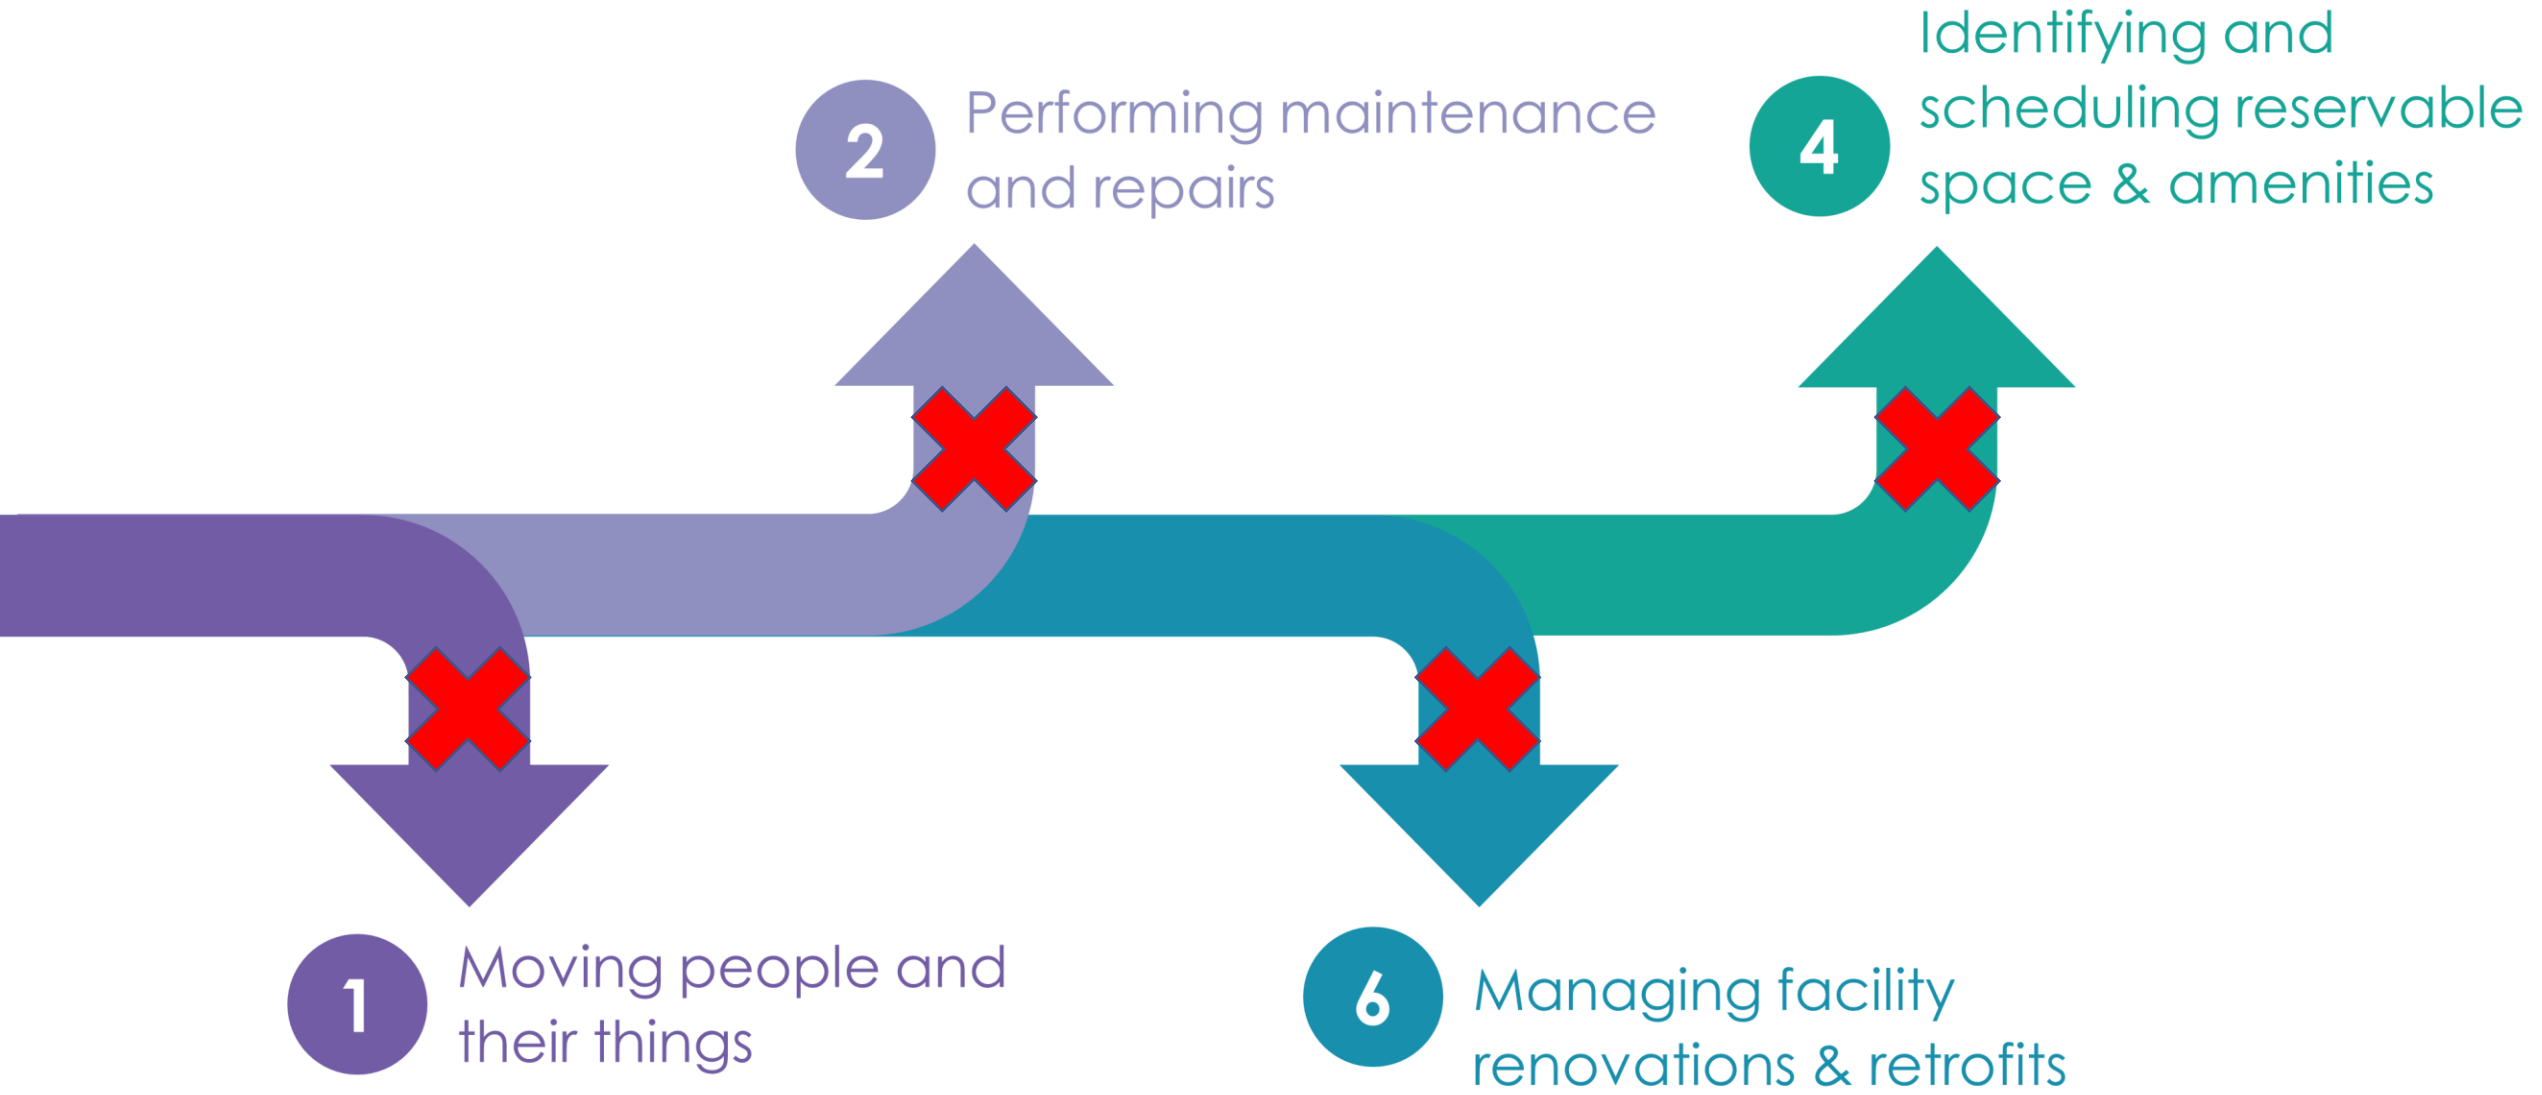 2
Performing maintenance
and repairs
4
Identifying and
scheduling reservable
space & amenities
1
Moving people and
their things
6
Managing facility
renovations & retrofits